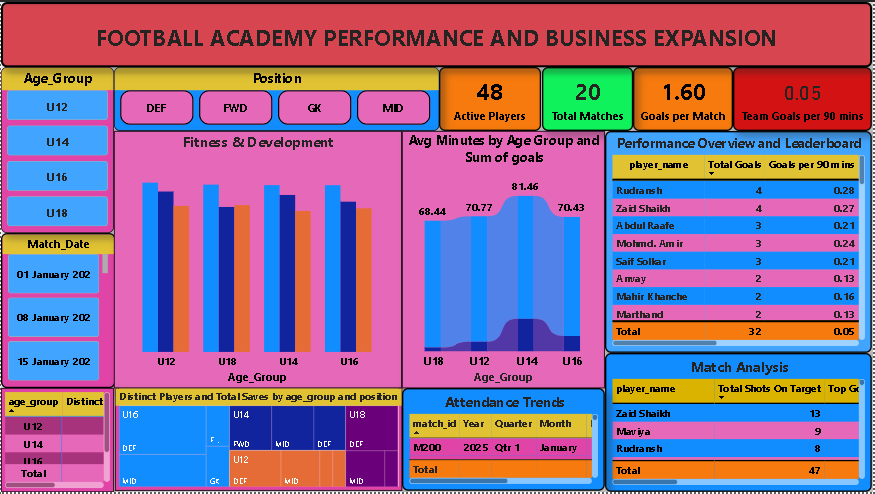 FOOTBALL ACADEMY PERFORMANCE AND BUSINESS EXPANSION
Age_Group
U12
U14
U16
U18
Position
DEF
FWD
GK
MID
48
Active Players
20
Total Matches
1.60
Goals per Match
0.05
Team Goals per 90 mins
Match_Date
01 January 202
08 January 202
15 January 202
Fitness & Development
U12
U18
U14
U16
Age_Group
Avg Minutes by Age Group and
Sum of goals
68.44
70.77
81.46
70.43
U18
U12
U14
U16
Age_Group
Performance Overview and Leaderboard
player_name Total Goals Goals per 90 mins
Rudransh 4 0.28
Zaid Shaikh 4 0.27
Abdul Raafe 3 0.21
Mohmd. Amir 3 0.24
Saif Solkar 3 0.21
Anvay 2 0.13
Mahir Khanche 2 0.16
Marthand 2 0.13
Total 32 0.05
age_group Distinct
U12
U14
U16
Total
Distinct Players and Total Saves by age_group and position
U16
DEF
MID
F...
GK
U14
FWD
MID
DEF
U12
DEF
MID
U18
DEF
MID
Attendance Trends
match_id Year Quarter Month
M200 2025 Qtr 1 January
Total
Match Analysis
player_name Total Shots On Target Top Go
Zaid Shaikh 13
Maviya 9
Rudransh 8
Total 47